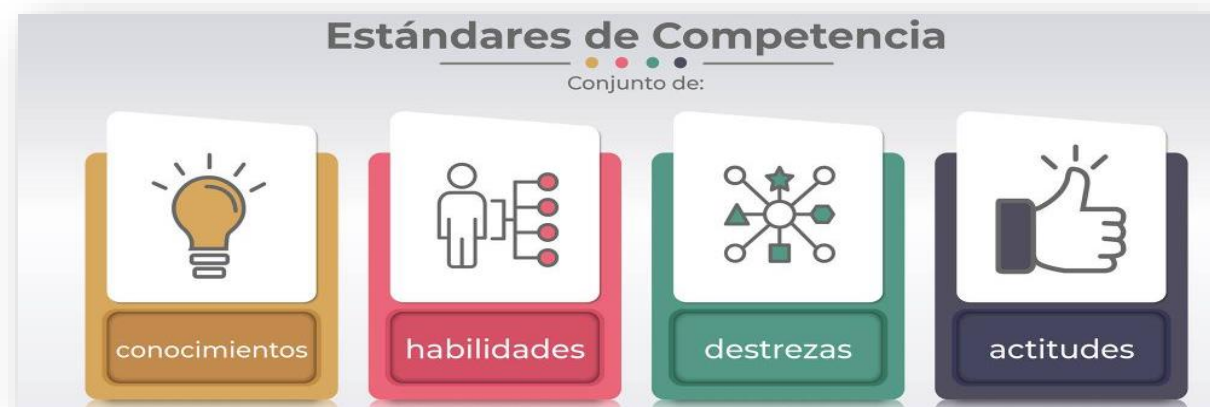 Estándares de Competencia
Conjunto de:
conocimientos
habilidades
destrezas
actitudes